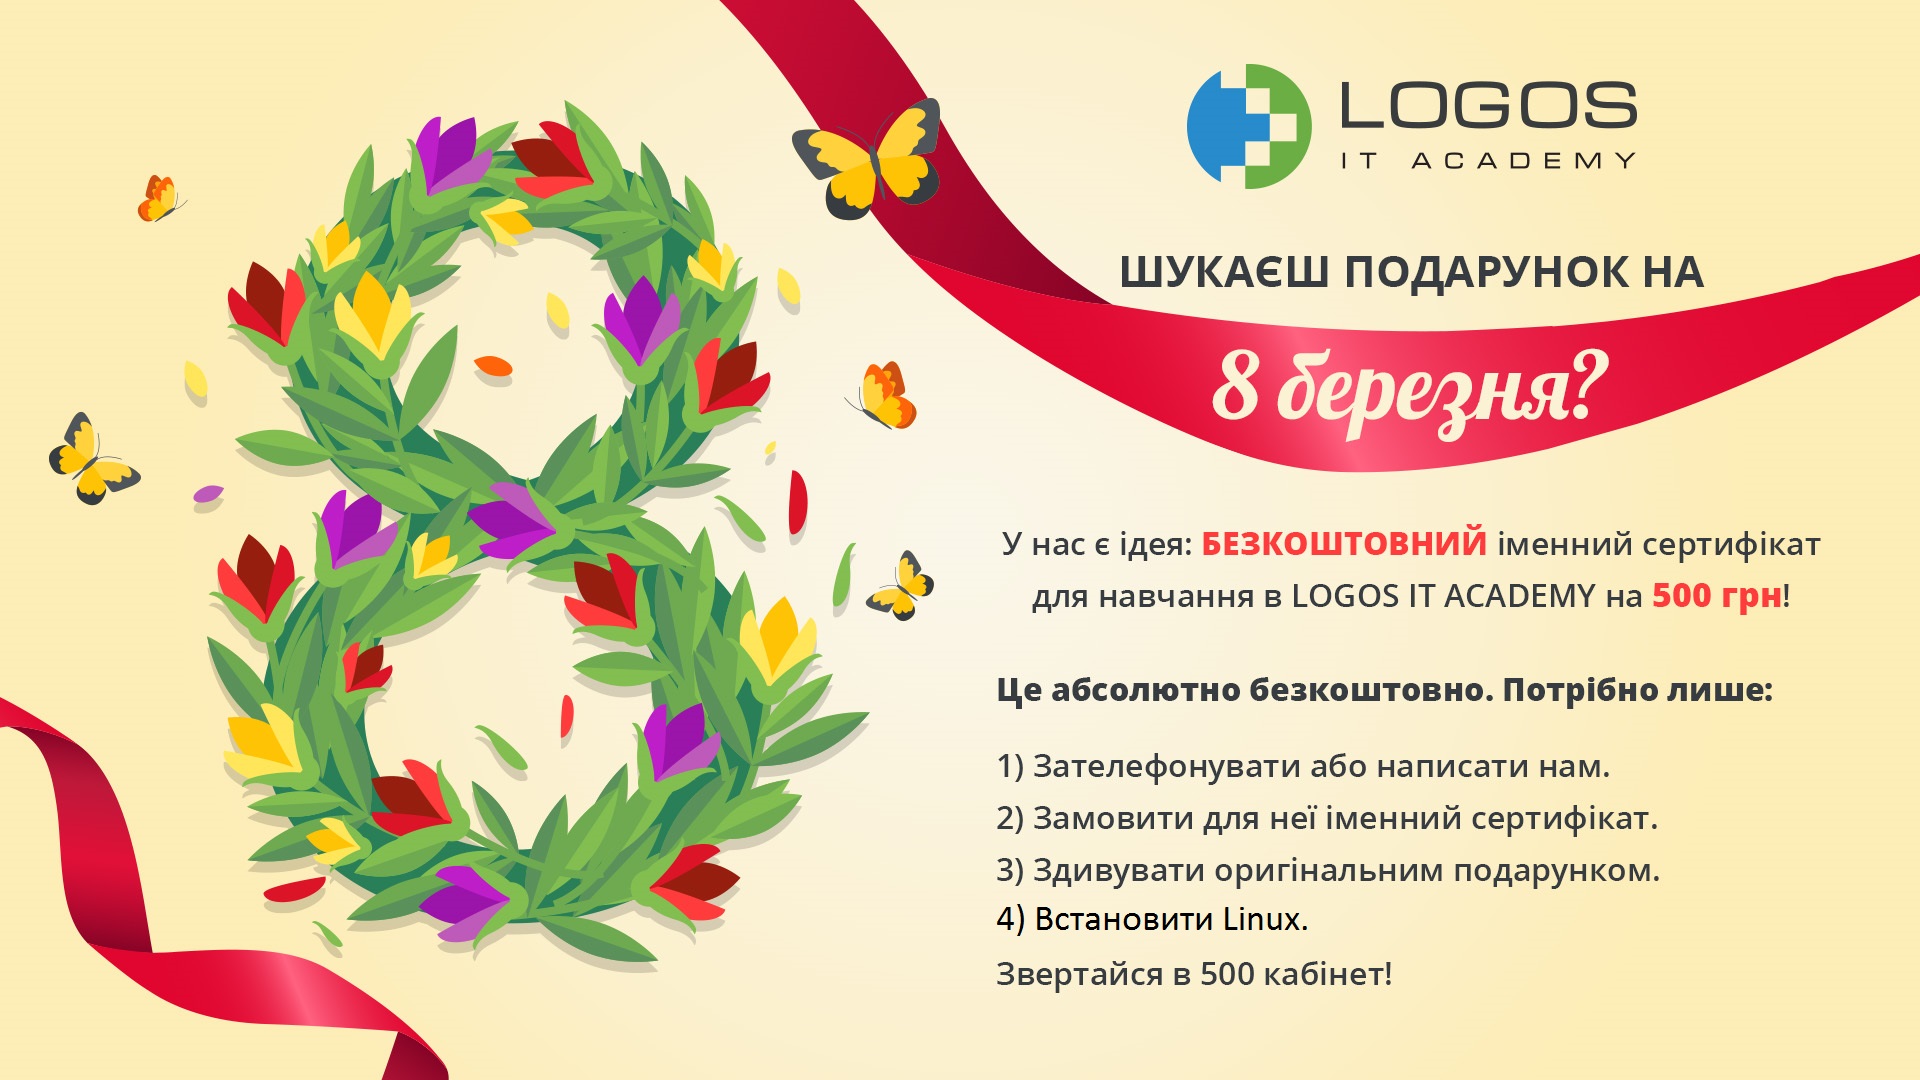 LOGOS
IT ACADEMY
ШУКАЄШ ПОДАРУНОК НА
8 березня?
У нас є ідея: БЕЗКОШТОВНИЙ іменний сертифікат
для навчання в LOGOS IT ACADEMY на 500 грн!
Це абсолютно безкоштовно. Потрібно лише:
1) Зателефонувати або написати нам.
2) Замовити для неї іменний сертифікат.
3) Здивувати оригінальним подарунком.
4) Встановити Linux.
Звертайся в 500 кабінет!